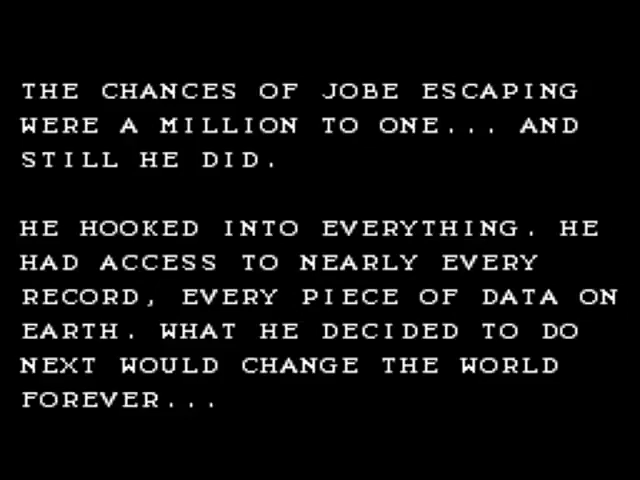 THE CHANCES OF JOBE ESCAPING
WERE A MILLION TO ONE... AND
STILL HE DID.
HE HOOKED INTO EVERYTHING. HE
HAD ACCESS TO NEARLY EVERY
RECORD, EVERY PIECE OF DATA ON
EARTH. WHAT HE DECIDED TO DO
NEXT WOULD CHANGE THE WORLD
FOREVER...